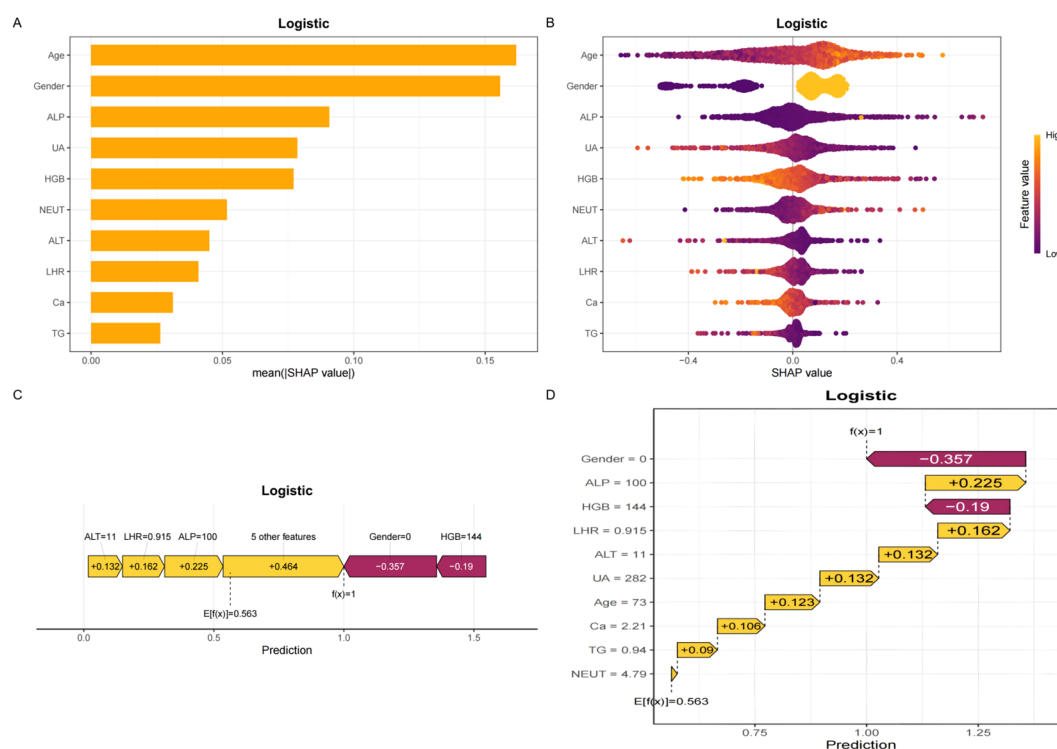 A
Logistic
Age
Gender
ALP
UA
HGB
NEUT
ALT
LHR
Ca
TG
0.00 0.05 0.10 0.15
mean(|SHAP value|)
B
Logistic
Age
Gender
ALP
UA
HGB
NEUT
ALT
LHR
Ca
TG
−0.4 0.0 0.4
SHAP value
Hig
Feature value
Low
C
Logistic
ALT=11 LHR=0.915 ALP=100 5 other features Gender=0 HGB=144
+0.132 +0.162 +0.225 +0.464 −0.357 −0.19
f(x)=1
E[f(x)]=0.563
0.0 0.5 1.0 1.5
Prediction
D
Logistic
f(x)=1
Gender = 0 −0.357
ALP = 100 +0.225
HGB = 144 −0.19
LHR = 0.915 +0.162
ALT = 11 +0.132
UA = 282 +0.132
Age = 73 +0.123
Ca = 2.21 +0.106
TG = 0.94 +0.09
NEUT = 4.79
E[f(x)]=0.563
0.75 1.00 1.25
Prediction